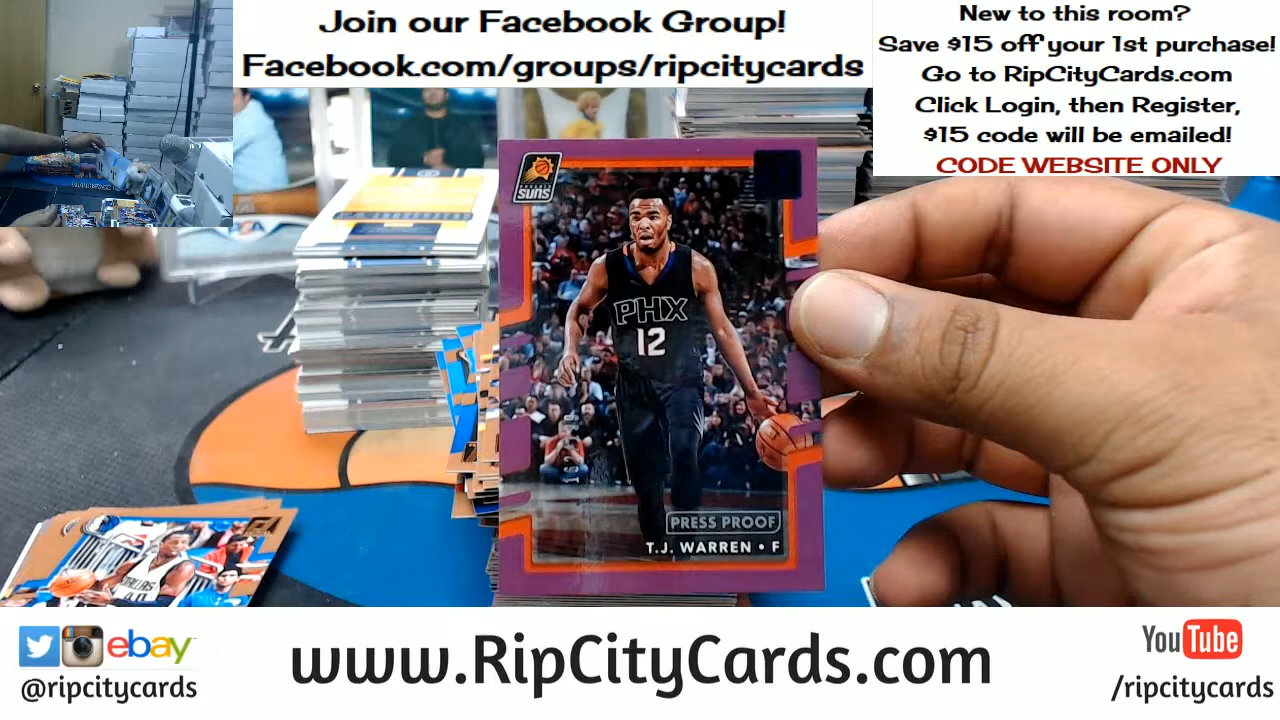 Join our Facebook Group!
Facebook.com/groups/ripcitycards
New to this room?
Save $15 off your 1st purchase!
Go to RipCityCards.com
Click Login, then Register,
$15 code will be emailed!
CODE WEBSITE ONLY
SUNS
PHX
12
PRESS PROOF
T.J. WARREN • F
DALLAS
ebay
@ripcitycards
www.RipCityCards.com
YouTube
/ripcitycards